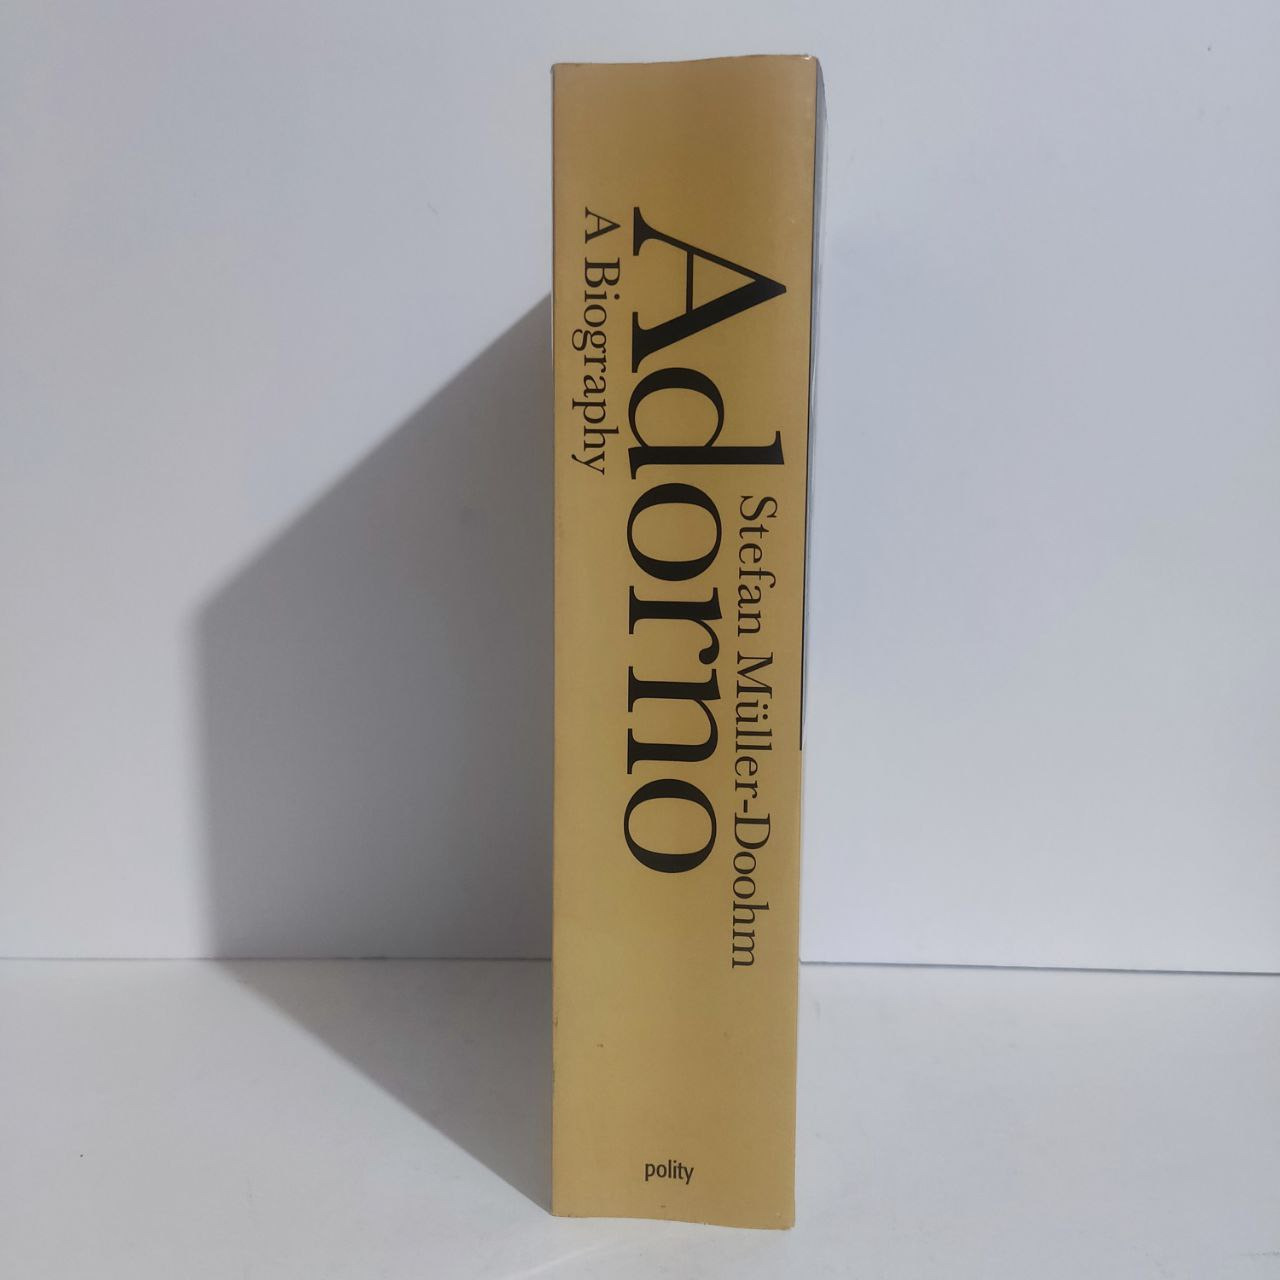 Stefan Müller-Doohm
Adorno
A Biography
polity